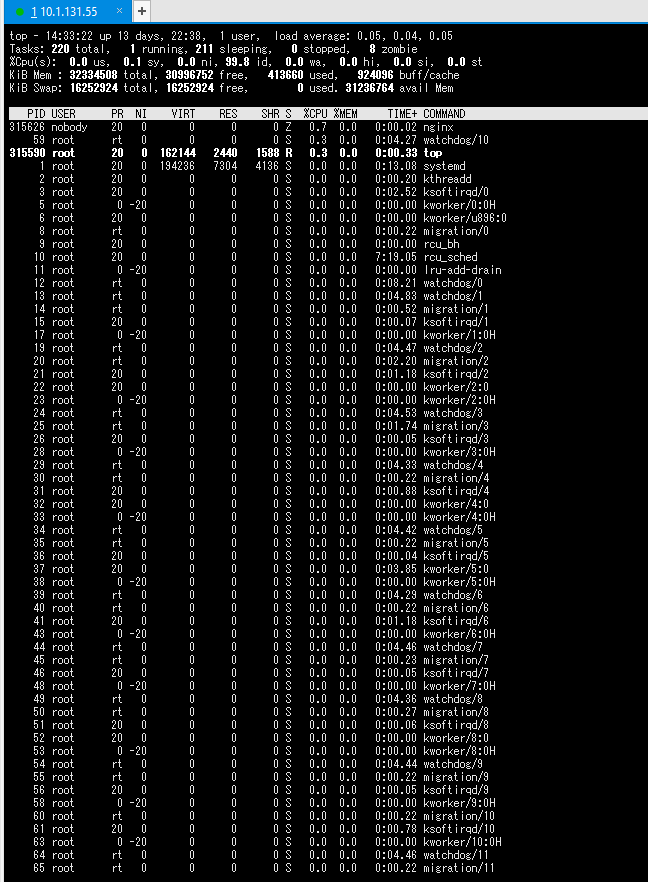 1 10.1.131.55 × +
top - 14:33:22 up 13 days, 22:38,  1 user,  load average: 0.05, 0.04, 0.05
Tasks: 220 total,   1 running, 211 sleeping,   0 stopped,   8 zombie
%Cpu(s):  0.0 us,  0.1 sy,  0.0 ni, 99.8 id,  0.0 wa,  0.0 hi,  0.0 si,  0.0 st
KiB Mem : 32334508 total, 30996752 free,   413660 used,   924096 buff/cache
KiB Swap: 16252924 total, 16252924 free,        0 used. 31236764 avail Mem
PID USER PR NI VIRT RES SHR S %CPU %MEM TIME+ COMMAND
315626 nobody 20 0 0 0 0 Z 0.7 0.0 0:00.02 nginx
59 root rt 0 0 0 0 S 0.3 0.0 0:04.27 watchdog/10
315590 root 20 0 162144 2440 1588 R 0.3 0.0 0:00.33 top
1 root 20 0 194236 7304 4136 S 0.0 0.0 0:13.08 systemd
2 root 20 0 0 0 0 S 0.0 0.0 0:00.20 kthreadd
3 root 20 0 0 0 0 S 0.0 0.0 0:02.52 ksoftirqd/0
5 root 0 -20 0 0 0 S 0.0 0.0 0:00.00 kworker/0:0H
6 root 20 0 0 0 0 S 0.0 0.0 0:00.00 kworker/u896:0
8 root rt 0 0 0 0 S 0.0 0.0 0:00.22 migration/0
9 root 20 0 0 0 0 S 0.0 0.0 0:00.00 rcu_bh
10 root 20 0 0 0 0 S 0.0 0.0 7:19.05 rcu_sched
11 root 0 -20 0 0 0 S 0.0 0.0 0:00.00 lru-add-drain
12 root rt 0 0 0 0 S 0.0 0.0 0:08.21 watchdog/0
13 root rt 0 0 0 0 S 0.0 0.0 0:04.83 watchdog/1
14 root rt 0 0 0 0 S 0.0 0.0 0:00.52 migration/1
15 root 20 0 0 0 0 S 0.0 0.0 0:00.07 ksoftirqd/1
17 root 0 -20 0 0 0 S 0.0 0.0 0:00.00 kworker/1:0H
19 root rt 0 0 0 0 S 0.0 0.0 0:04.47 watchdog/2
20 root rt 0 0 0 0 S 0.0 0.0 0:02.20 migration/2
21 root 20 0 0 0 0 S 0.0 0.0 0:01.18 ksoftirqd/2
22 root 20 0 0 0 0 S 0.0 0.0 0:00.00 kworker/2:0
23 root 0 -20 0 0 0 S 0.0 0.0 0:00.00 kworker/2:0H
24 root rt 0 0 0 0 S 0.0 0.0 0:04.53 watchdog/3
25 root rt 0 0 0 0 S 0.0 0.0 0:01.74 migration/3
26 root 20 0 0 0 0 S 0.0 0.0 0:00.05 ksoftirqd/3
28 root 0 -20 0 0 0 S 0.0 0.0 0:00.00 kworker/3:0H
29 root rt 0 0 0 0 S 0.0 0.0 0:04.33 watchdog/4
30 root rt 0 0 0 0 S 0.0 0.0 0:00.22 migration/4
31 root 20 0 0 0 0 S 0.0 0.0 0:00.88 ksoftirqd/4
32 root 20 0 0 0 0 S 0.0 0.0 0:00.00 kworker/4:0
33 root 0 -20 0 0 0 S 0.0 0.0 0:00.00 kworker/4:0H
34 root rt 0 0 0 0 S 0.0 0.0 0:04.42 watchdog/5
35 root rt 0 0 0 0 S 0.0 0.0 0:00.22 migration/5
36 root 20 0 0 0 0 S 0.0 0.0 0:00.04 ksoftirqd/5
37 root 20 0 0 0 0 S 0.0 0.0 0:03.85 kworker/5:0
38 root 0 -20 0 0 0 S 0.0 0.0 0:00.00 kworker/5:0H
39 root rt 0 0 0 0 S 0.0 0.0 0:04.29 watchdog/6
40 root rt 0 0 0 0 S 0.0 0.0 0:00.22 migration/6
41 root 20 0 0 0 0 S 0.0 0.0 0:01.18 ksoftirqd/6
43 root 0 -20 0 0 0 S 0.0 0.0 0:00.00 kworker/6:0H
44 root rt 0 0 0 0 S 0.0 0.0 0:04.46 watchdog/7
45 root rt 0 0 0 0 S 0.0 0.0 0:00.23 migration/7
46 root 20 0 0 0 0 S 0.0 0.0 0:00.05 ksoftirqd/7
48 root 0 -20 0 0 0 S 0.0 0.0 0:00.00 kworker/7:0H
49 root rt 0 0 0 0 S 0.0 0.0 0:04.36 watchdog/8
50 root rt 0 0 0 0 S 0.0 0.0 0:00.27 migration/8
51 root 20 0 0 0 0 S 0.0 0.0 0:00.06 ksoftirqd/8
52 root 20 0 0 0 0 S 0.0 0.0 0:00.00 kworker/8:0
53 root 0 -20 0 0 0 S 0.0 0.0 0:00.00 kworker/8:0H
54 root rt 0 0 0 0 S 0.0 0.0 0:04.44 watchdog/9
55 root rt 0 0 0 0 S 0.0 0.0 0:00.22 migration/9
56 root 20 0 0 0 0 S 0.0 0.0 0:00.05 ksoftirqd/9
58 root 0 -20 0 0 0 S 0.0 0.0 0:00.00 kworker/9:0H
60 root rt 0 0 0 0 S 0.0 0.0 0:00.22 migration/10
61 root 20 0 0 0 0 S 0.0 0.0 0:00.78 ksoftirqd/10
63 root 0 -20 0 0 0 S 0.0 0.0 0:00.00 kworker/10:0H
64 root rt 0 0 0 0 S 0.0 0.0 0:04.46 watchdog/11
65 root rt 0 0 0 0 S 0.0 0.0 0:00.22 migration/11